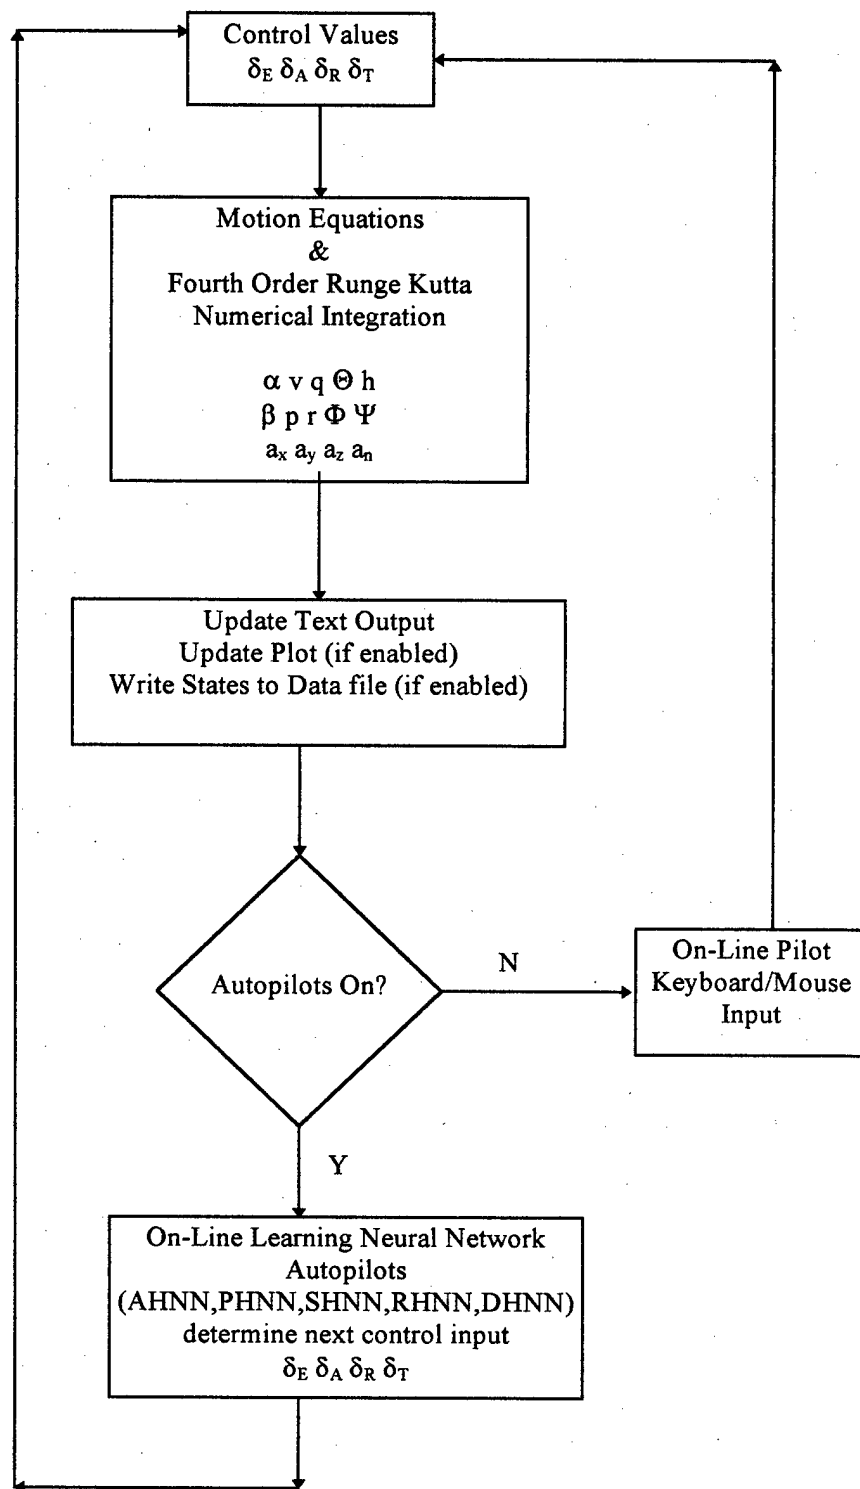 Control Values
δE δA δR δT
Motion Equations
&
Fourth Order Runge Kutta
Numerical Integration
α v q Θ h
β p r Φ Ψ
ax ay az an
Update Text Output
Update Plot (if enabled)
Write States to Data file (if enabled)
Autopilots On?
N
On-Line Pilot
Keyboard/Mouse
Input
Y
On-Line Learning Neural Network
Autopilots
(AHNN,PHNN,SHNN,RHNN,DHNN)
determine next control input
δE δA δR δT